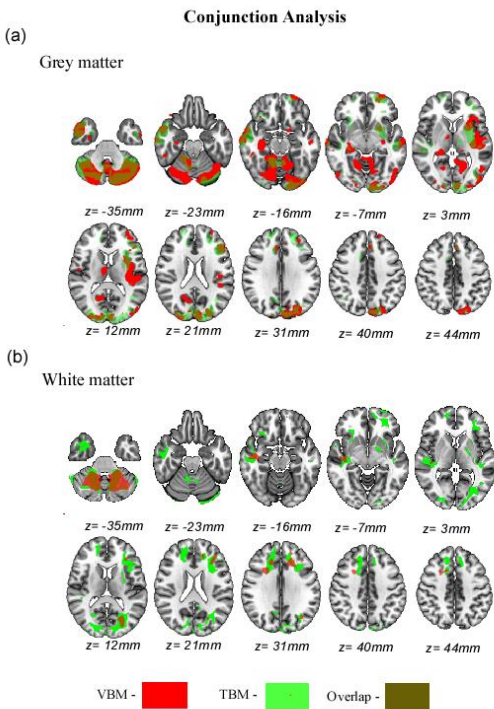 Conjunction Analysis
(a)
Grey matter
z= -35mm z= -23mm z= -16mm z= -7mm z= 3mm
z= 12mm z= 21mm z= 31mm z= 40mm z= 44mm
(b)
White matter
z= -35mm z= -23mm z= -16mm z= -7mm z= 3mm
z= 12mm z= 21mm z= 31mm z= 40mm z= 44mm
VBM - TBM - Overlap -